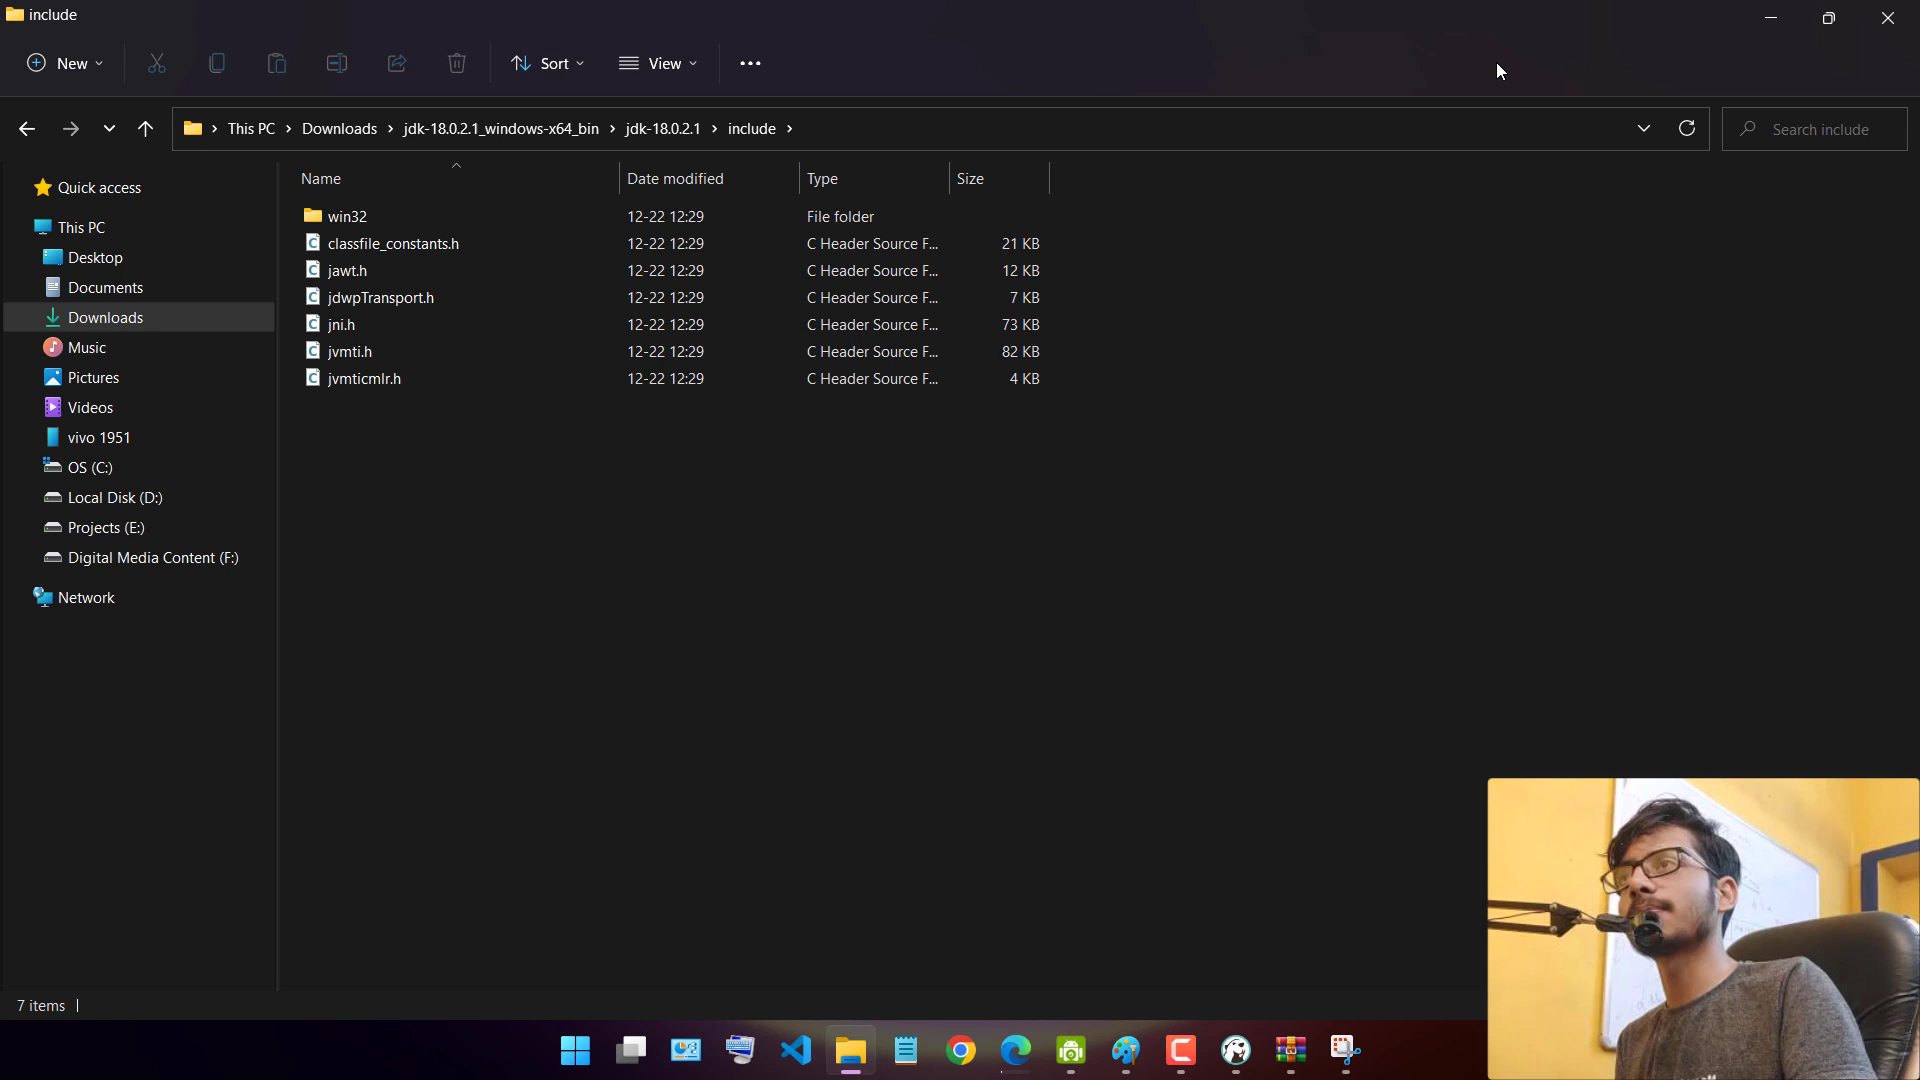 include
New Sort View
This PC Downloads jdk-18.0.2.1_windows-x64_bin jdk-18.0.2.1 include
Search include
Quick access
This PC
Desktop
Documents
Downloads
Music
Pictures
Videos
vivo 1951
OS (C:)
Local Disk (D:)
Projects (E:)
Digital Media Content (F:)
Network
Name Date modified Type Size
win32 12-22 12:29 File folder
classfile_constants.h 12-22 12:29 C Header Source F... 21 KB
jawt.h 12-22 12:29 C Header Source F... 12 KB
jdwpTransport.h 12-22 12:29 C Header Source F... 7 KB
jni.h 12-22 12:29 C Header Source F... 73 KB
jvmti.h 12-22 12:29 C Header Source F... 82 KB
jvmticmlr.h 12-22 12:29 C Header Source F... 4 KB
7 items